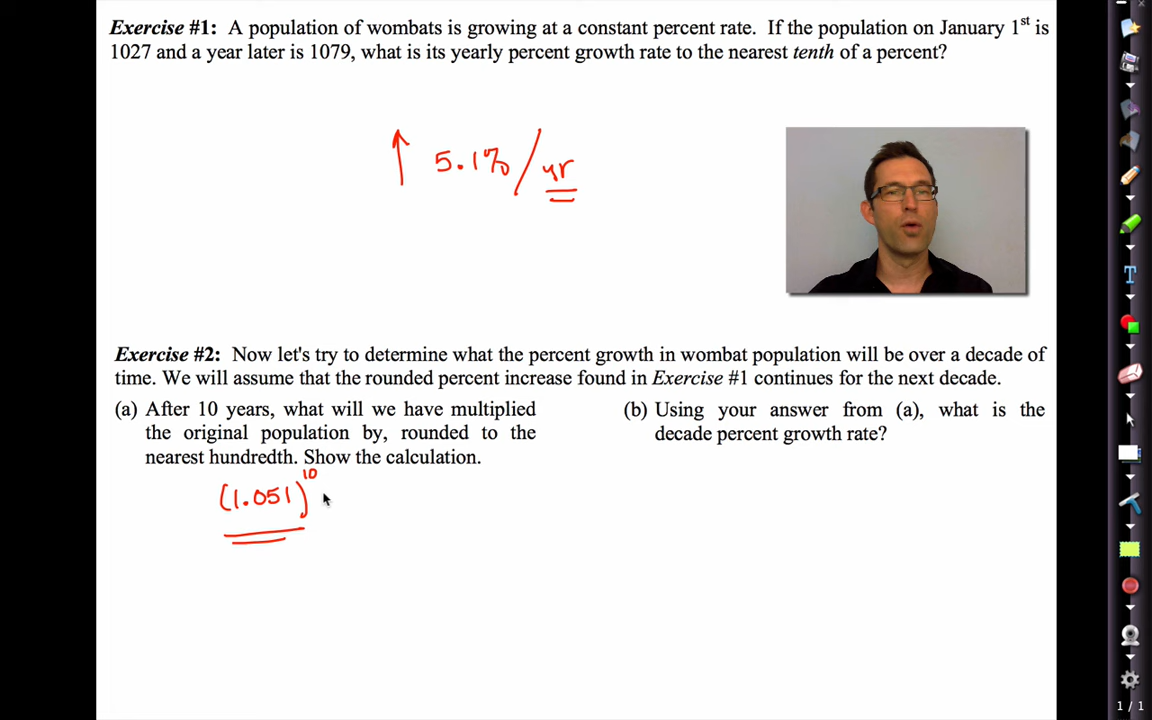 Exercise #1: A population of wombats is growing at a constant percent rate. If the population on January 1st is
1027 and a year later is 1079, what is its yearly percent growth rate to the nearest tenth of a percent?
↑ 5.1% / yr
Exercise #2: Now let's try to determine what the percent growth in wombat population will be over a decade of
time. We will assume that the rounded percent increase found in Exercise #1 continues for the next decade.
(a) After 10 years, what will we have multiplied
the original population by, rounded to the
nearest hundredth. Show the calculation.
(1.051)^10
(b) Using your answer from (a), what is the
decade percent growth rate?
T
1 / 1